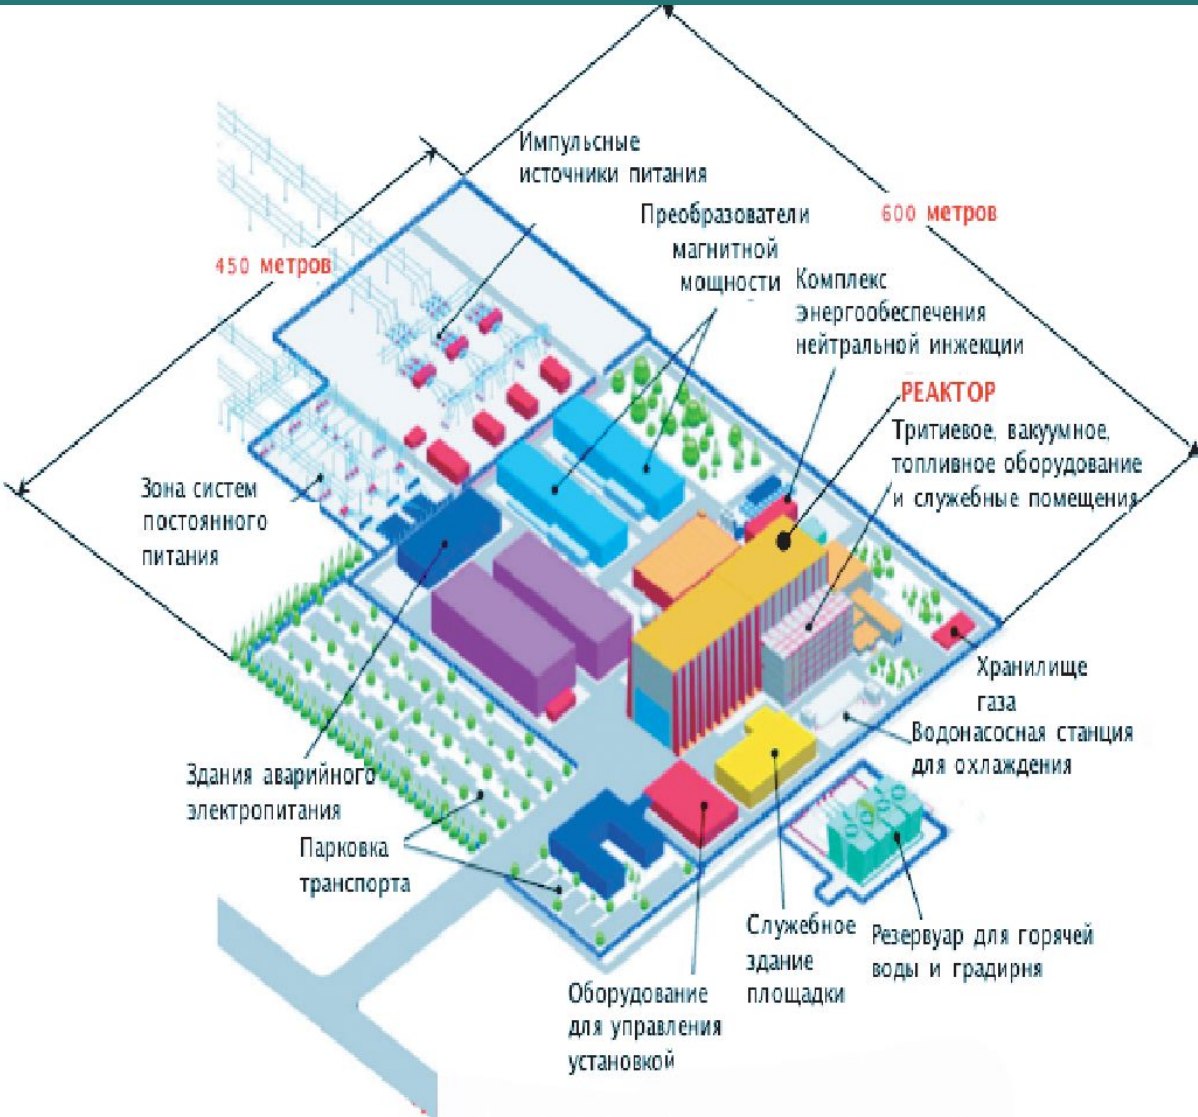 Импульсные
источники питания
Преобразователи
магнитной
мощности
600 метров
450 метров
Комплекс
энергообеспечения
нейтральной инжекции
РЕАКТОР
Тритиевое, вакуумное,
топливное оборудование
и служебные помещения
Зона систем
постоянного
питания
Хранилище
газа
Водонасосная станция
для охлаждения
Здания аварийного
электропитания
Парковка
транспорта
Служебное
здание
площадки
Резервуар для горячей
воды и градирня
Оборудование
для управления
установкой